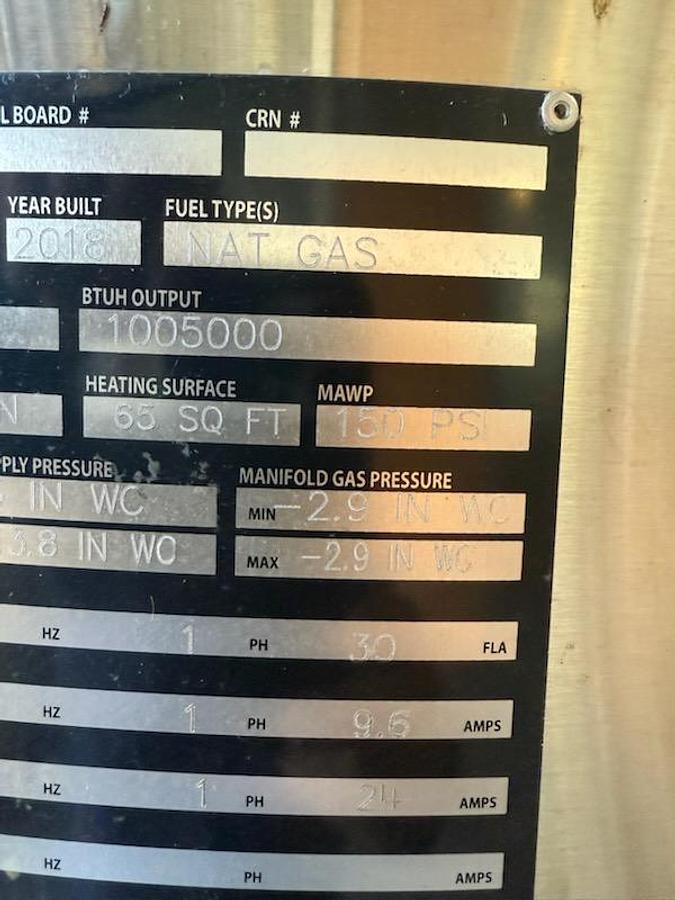 L BOARD # CRN #
YEAR BUILT FUEL TYPE(S)
2018 NAT GAS
BTUH OUTPUT
1005000
HEATING SURFACE MAWP
N 65 SQ FT 150 PSI
PPLY PRESSURE MANIFOLD GAS PRESSURE
IN WC MIN -2.9 IN WC
3.8 IN WC MAX -2.9 IN WC
HZ 1 PH 30 FLA
HZ 1 PH 9.6 AMPS
HZ 1 PH 24 AMPS
HZ PH AMPS